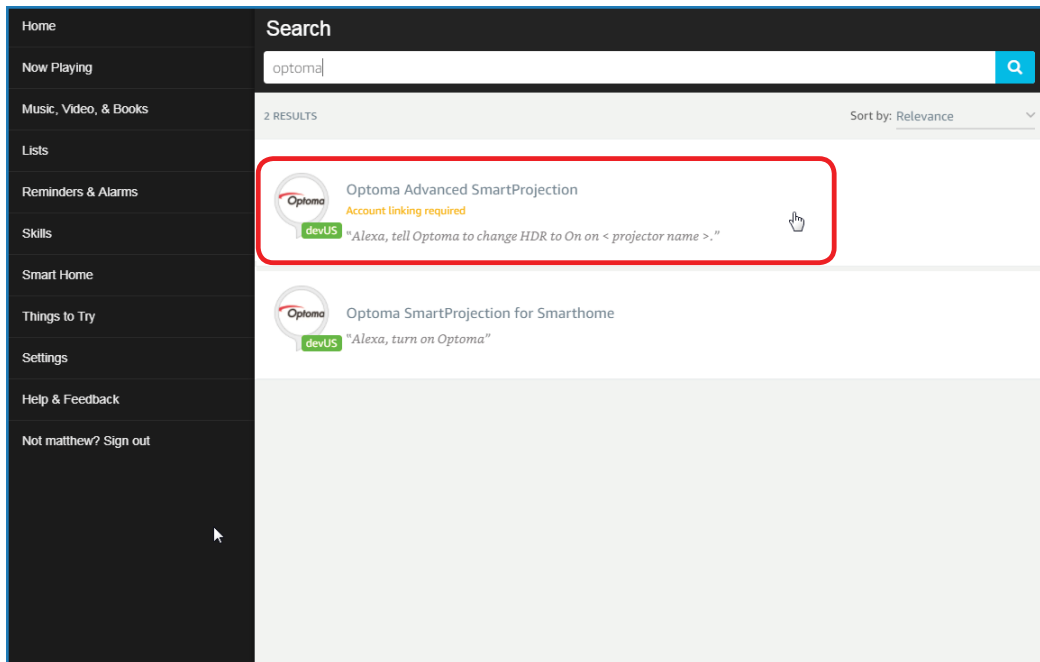 Home
Now Playing
Music, Video, & Books
Lists
Reminders & Alarms
Skills
Smart Home
Things to Try
Settings
Help & Feedback
Not matthew? Sign out
Search
optoma
2 RESULTS
Sort by: Relevance
Optoma
devUS
Optoma Advanced SmartProjection
Account linking required
"Alexa, tell Optoma to change HDR to On on < projector name >."
Optoma
devUS
Optoma SmartProjection for Smarthome
"Alexa, turn on Optoma"